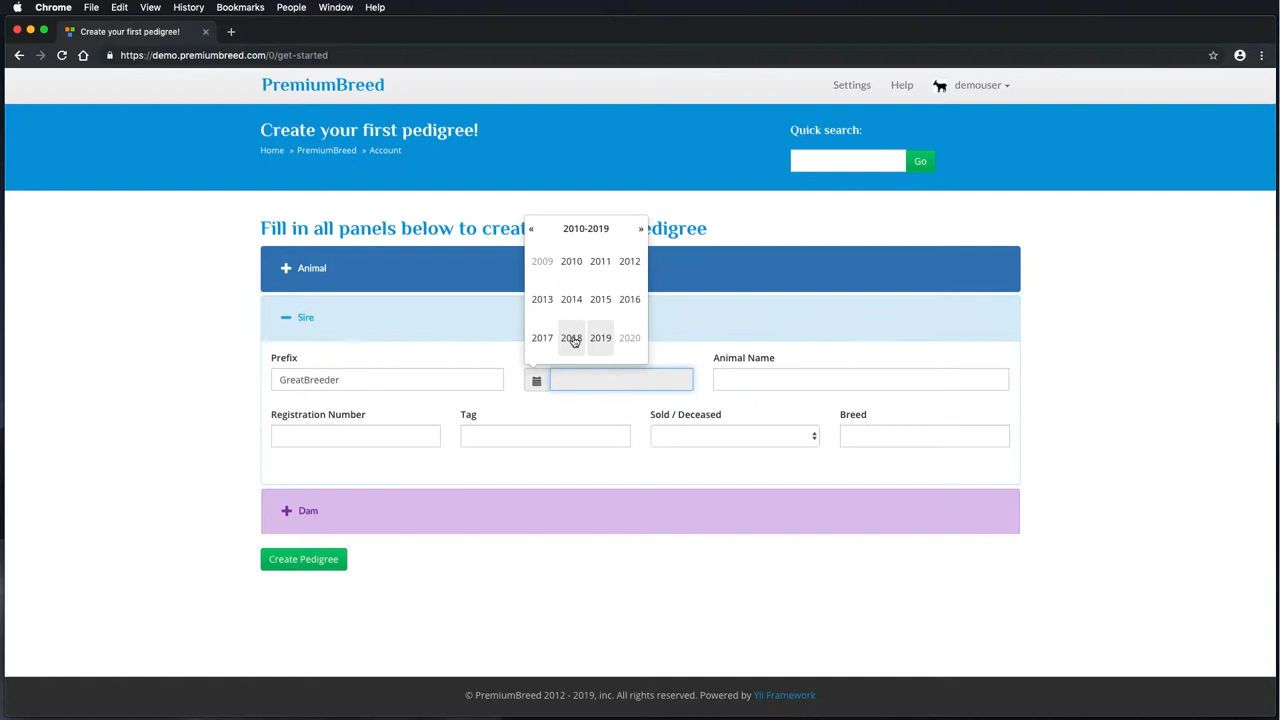 Chrome File Edit View History Bookmarks People Window Help
Create your first pedigree!
https://demo.premiumbreed.com/0/get-started
PremiumBreed Settings Help demouser
Create your first pedigree! Quick search:
Home » PremiumBreed » Account
Go
Fill in all panels below to crea edigree
« 2010-2019 »
Animal 2009 2010 2011 2012
2013 2014 2015 2016
Sire
2017 2018 2019 2020
Prefix Animal Name
GreatBreeder
Registration Number Tag Sold / Deceased Breed
Dam
Create Pedigree
© PremiumBreed 2012 - 2019, inc. All rights reserved. Powered by Yii Framework